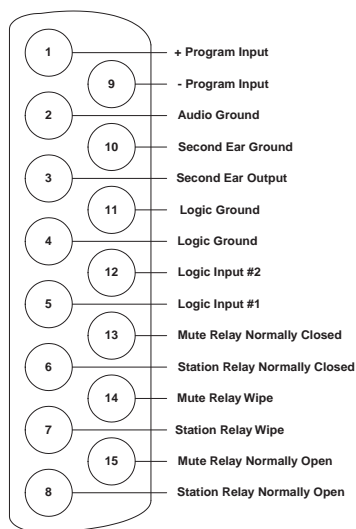 1 + Program Input
9 - Program Input
2 Audio Ground
10 Second Ear Ground
3 Second Ear Output
11 Logic Ground
4 Logic Ground
12 Logic Input #2
5 Logic Input #1
13 Mute Relay Normally Closed
6 Station Relay Normally Closed
14 Mute Relay Wipe
7 Station Relay Wipe
15 Mute Relay Normally Open
8 Station Relay Normally Open